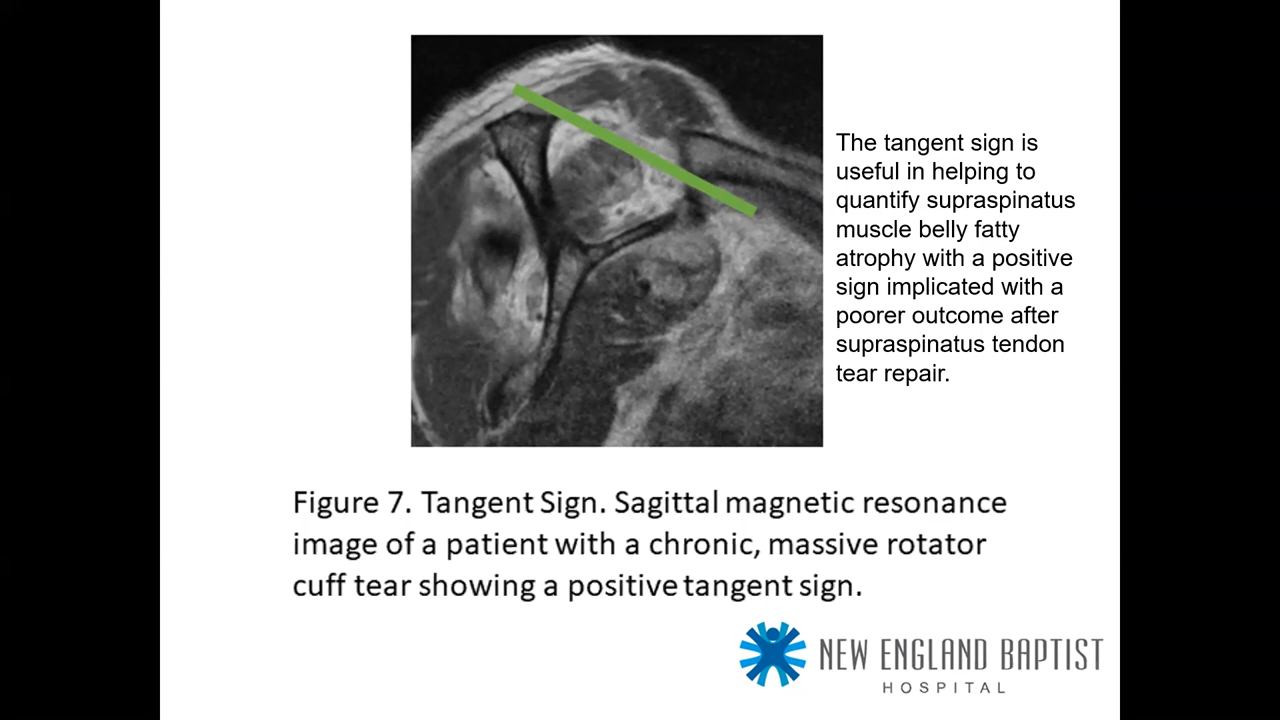 The tangent sign is
useful in helping to
quantify supraspinatus
muscle belly fatty
atrophy with a positive
sign implicated with a
poorer outcome after
supraspinatus tendon
tear repair.
Figure 7. Tangent Sign. Sagittal magnetic resonance
image of a patient with a chronic, massive rotator
cuff tear showing a positive tangent sign.
NEW ENGLAND BAPTIST
HOSPITAL